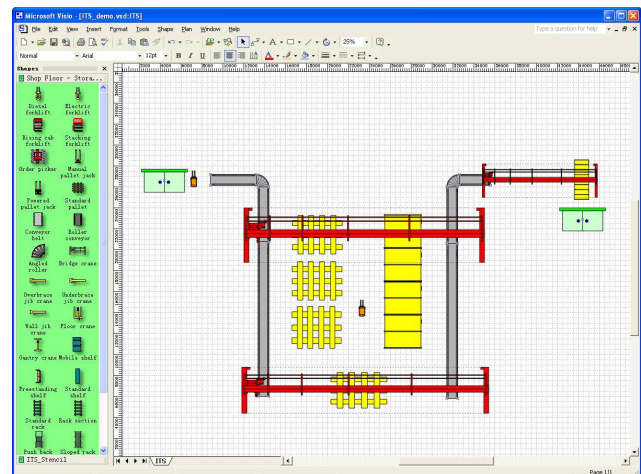 Microsoft Visio - [ITS_demo.vsd:ITS]
File Edit View Insert Format Tools Shape Plan Window Help
Type a question for help
25%
Normal Arial 12pt B I U
Shapes
Shop Floor - Stora...
Diesel forklift
Electric forklift
Rising cab forklift
Stacking forklift
Order picker
Manual pallet jack
Powered pallet jack
Standard pallet
Conveyor belt
Roller conveyor
Angled roller
Bridge crane
Overbrace jib crane
Underbrace jib crane
Wall jib crane
Floor crane
Gantry crane
Mobile shelf
Freestanding shelf
Standard shelf
Standard rack
Rack section
Push back
Sloped rack
ITS_Stencil
ITS
Page 1/1